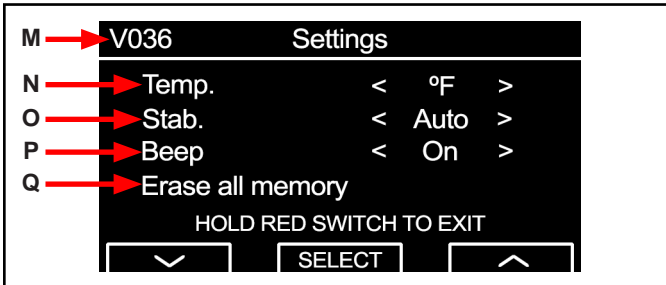 M V036 Settings
N Temp. < ºF >
O Stab. < Auto >
P Beep < On >
Q Erase all memory
HOLD RED SWITCH TO EXIT
SELECT